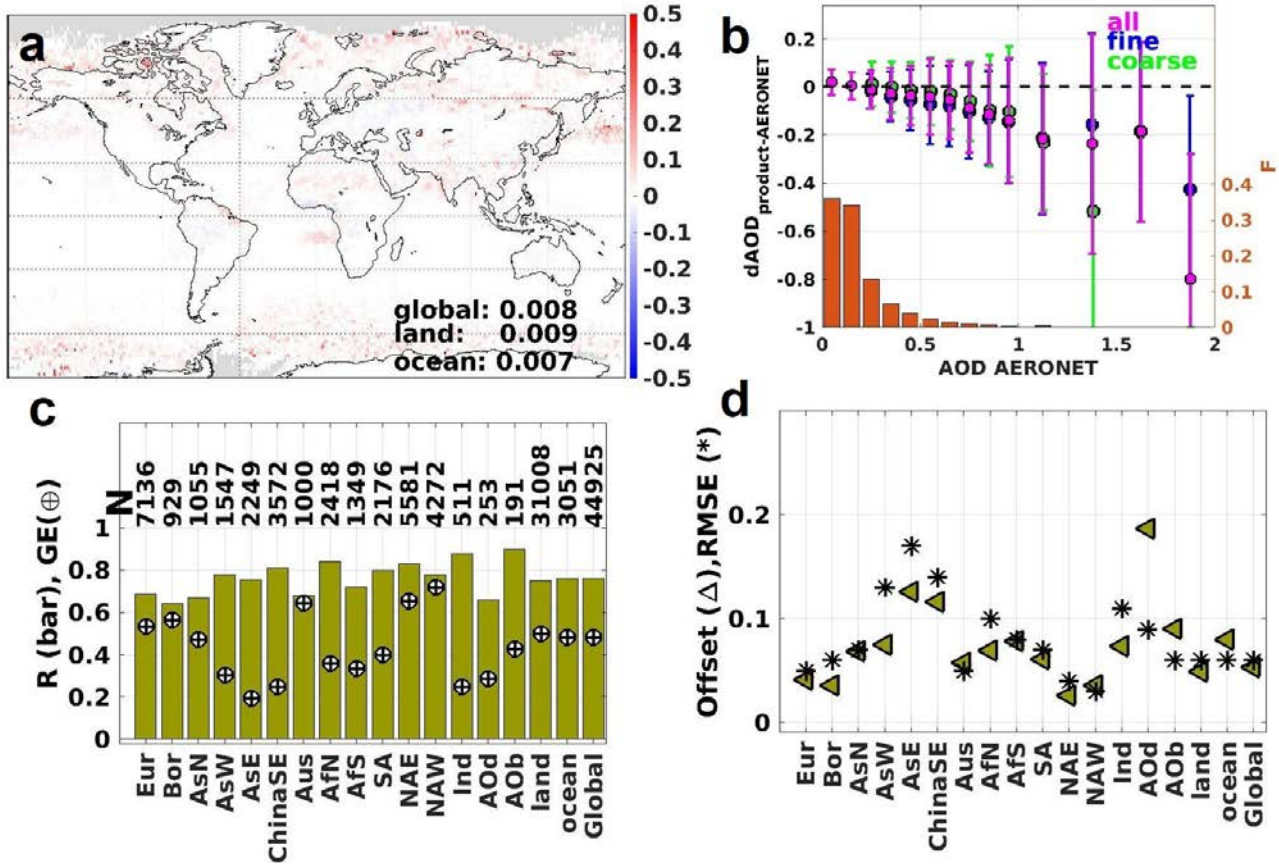 a
0.5
0.4
0.3
0.2
0.1
0
-0.1
-0.2
-0.3
-0.4
-0.5
global: 0.008
land: 0.009
ocean: 0.007
b
all
fine
coarse
0.2
0
-0.2
-0.4
-0.6
-0.8
-1
dAOD product-AERONET
0.4
0.3
0.2
0.1
0
F
0 0.5 1 1.5 2
AOD AERONET
c
N
7136
929
1055
1547
2249
3572
1000
2418
1349
2176
5581
4272
511
253
191
31008
3051
44925
1
0.8
0.6
0.4
0.2
0
R (bar), GE(⊕)
Eur
Bor
AsN
AsW
AsE
ChinaSE
Aus
AfN
AfS
SA
NAE
NAW
Ind
AOd
AOb
land
ocean
Global
d
0.2
0.1
0
Offset (△),RMSE (*)
Eur
Bor
AsN
AsW
AsE
ChinaSE
Aus
AfN
AfS
SA
NAE
NAW
Ind
AOd
AOb
land
ocean
Global